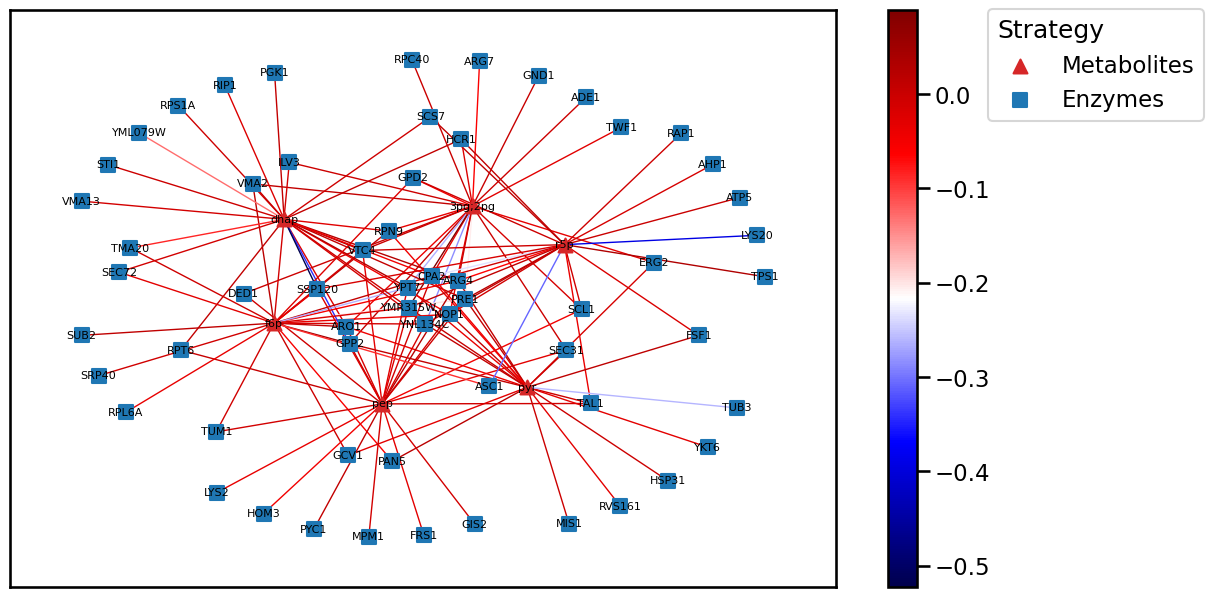 RPC40
ARG7
PGK1
GND1
RIP1
ADE1
RPS1A
SCS7
YML079W
HCR1
TWF1
RAP1
STI1
ILV3
AHP1
VMA2
GPD2
VMA13
ATP5
3pg;2pg
dhap
RPN9
LYS20
TMA20
VTC4
r5p
SEC72
CPA2
ARG4
ERG2
TPS1
DED1
SSP120
YPT7
PRE1
YMR315W
SCL1
NOP1
f6p
YNL134C
ARO1
SUB2
GPP2
ESF1
RPT6
SEC31
SRP40
ASC1
pyr
pep
TAL1
TUB3
RPL6A
TUM1
YKT6
GCV1
PAN5
HSP31
LYS2
RVS161
HOM3
PYC1
MPM1
FRS1
GIS2
MIS1
0.0
−0.1
−0.2
−0.3
−0.4
−0.5
Strategy
Metabolites
Enzymes